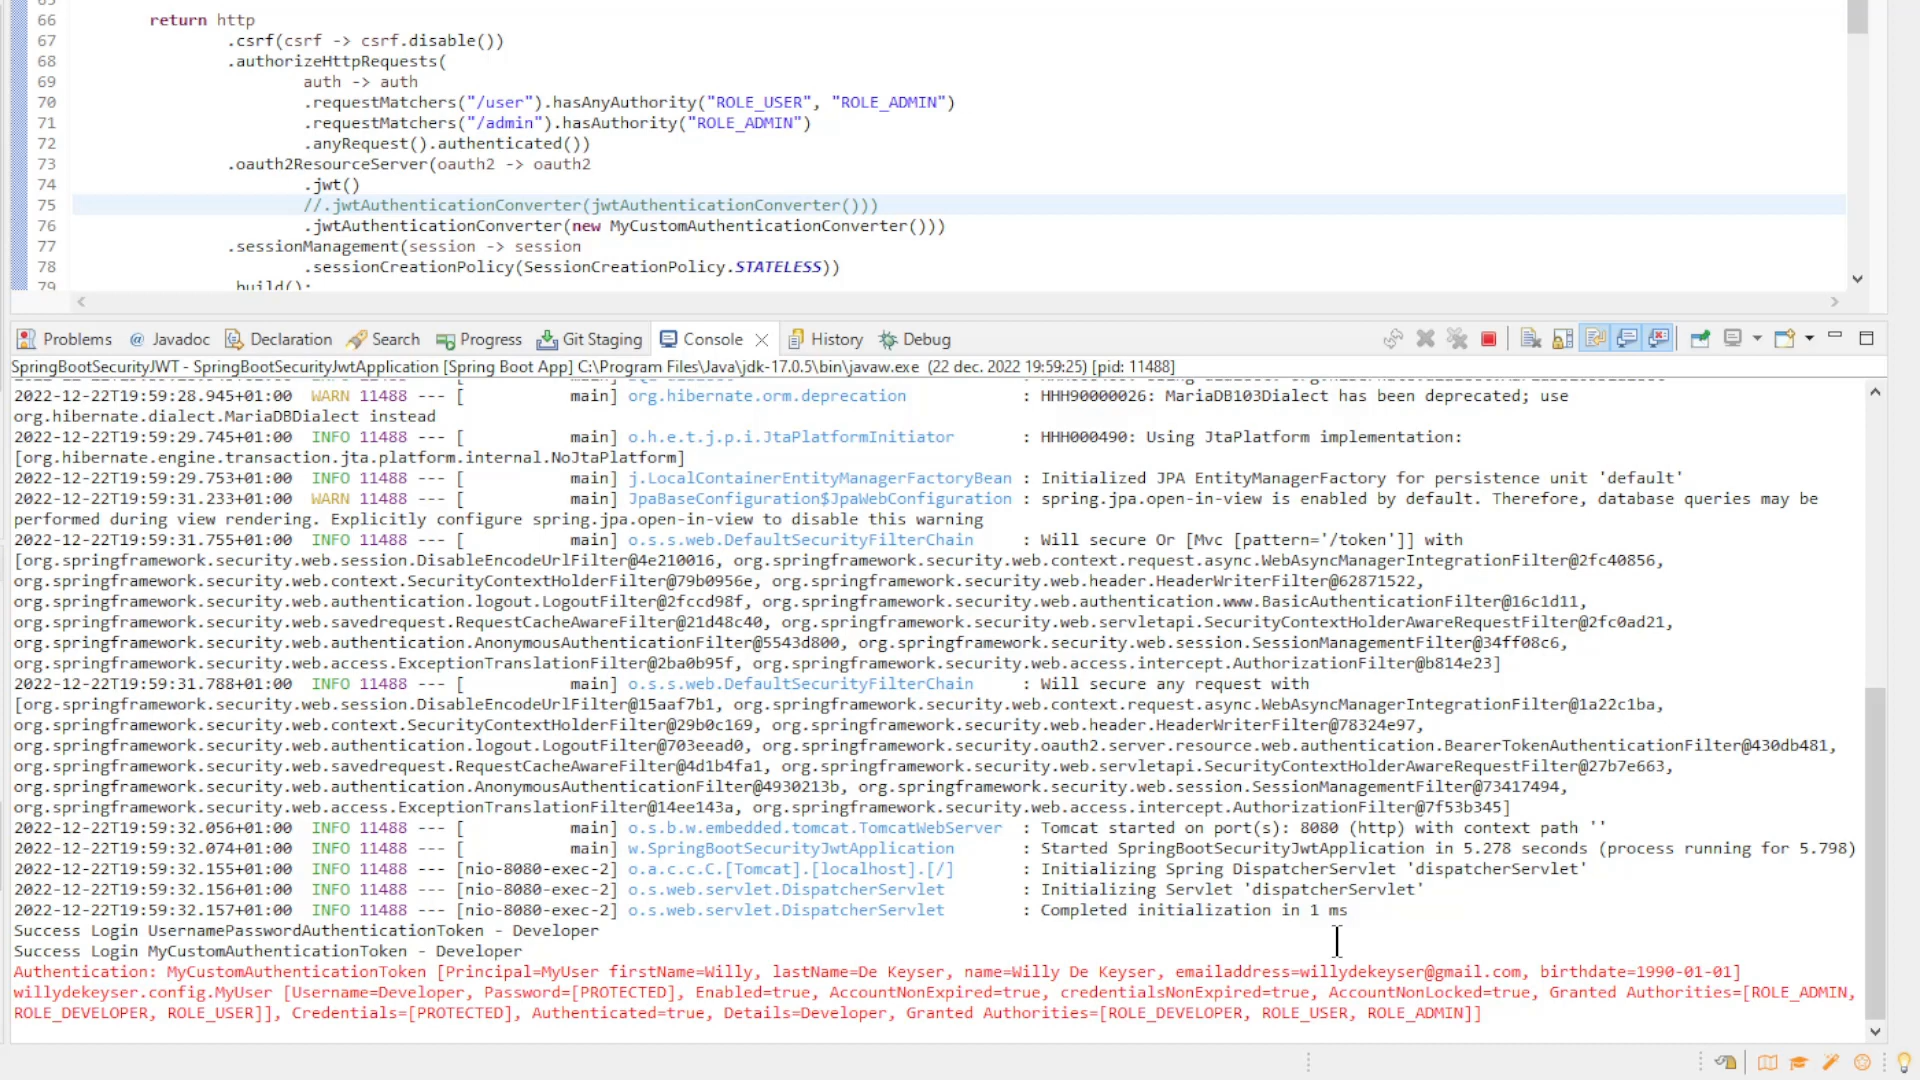 66 return http
67 .csrf(csrf -> csrf.disable())
68 .authorizeHttpRequests(
69 auth -> auth
70 .requestMatchers("/user").hasAnyAuthority("ROLE_USER", "ROLE_ADMIN")
71 .requestMatchers("/admin").hasAuthority("ROLE_ADMIN")
72 .anyRequest().authenticated())
73 .oauth2ResourceServer(oauth2 -> oauth2
74 .jwt()
75 //.jwtAuthenticationConverter(jwtAuthenticationConverter()))
76 .jwtAuthenticationConverter(new MyCustomAuthenticationConverter()))
77 .sessionManagement(session -> session
78 .sessionCreationPolicy(SessionCreationPolicy.STATELESS))
79 .build();
Problems @ Javadoc Declaration Search Progress Git Staging Console History Debug
SpringBootSecurityJWT - SpringBootSecurityJwtApplication [Spring Boot App] C:\Program Files\Java\jdk-17.0.5\bin\javaw.exe (22 dec. 2022 19:59:25) [pid: 11488]
2022-12-22T19:59:28.945+01:00 WARN 11488 --- [ main] org.hibernate.orm.deprecation : HHH90000026: MariaDB103Dialect has been deprecated; use
org.hibernate.dialect.MariaDBDialect instead
2022-12-22T19:59:29.745+01:00 INFO 11488 --- [ main] o.h.e.t.j.p.i.JtaPlatformInitiator : HHH000490: Using JtaPlatform implementation:
[org.hibernate.engine.transaction.jta.platform.internal.NoJtaPlatform]
2022-12-22T19:59:29.753+01:00 INFO 11488 --- [ main] j.LocalContainerEntityManagerFactoryBean : Initialized JPA EntityManagerFactory for persistence unit 'default'
2022-12-22T19:59:31.233+01:00 WARN 11488 --- [ main] JpaBaseConfiguration$JpaWebConfiguration : spring.jpa.open-in-view is enabled by default. Therefore, database queries may be
performed during view rendering. Explicitly configure spring.jpa.open-in-view to disable this warning
2022-12-22T19:59:31.755+01:00 INFO 11488 --- [ main] o.s.s.web.DefaultSecurityFilterChain : Will secure Or [Mvc [pattern='/token']] with
[org.springframework.security.web.session.DisableEncodeUrlFilter@4e210016, org.springframework.security.web.context.request.async.WebAsyncManagerIntegrationFilter@2fc40856,
org.springframework.security.web.context.SecurityContextHolderFilter@79b0956e, org.springframework.security.web.header.HeaderWriterFilter@62871522,
org.springframework.security.web.authentication.logout.LogoutFilter@2fccd98f, org.springframework.security.web.authentication.www.BasicAuthenticationFilter@16c1d11,
org.springframework.security.web.savedrequest.RequestCacheAwareFilter@21d48c40, org.springframework.security.web.servletapi.SecurityContextHolderAwareRequestFilter@2fc0ad21,
org.springframework.security.web.authentication.AnonymousAuthenticationFilter@5543d800, org.springframework.security.web.session.SessionManagementFilter@34ff08c6,
org.springframework.security.web.access.ExceptionTranslationFilter@2ba0b95f, org.springframework.security.web.access.intercept.AuthorizationFilter@b814e23]
2022-12-22T19:59:31.788+01:00 INFO 11488 --- [ main] o.s.s.web.DefaultSecurityFilterChain : Will secure any request with
[org.springframework.security.web.session.DisableEncodeUrlFilter@15aaf7b1, org.springframework.security.web.context.request.async.WebAsyncManagerIntegrationFilter@1a22c1ba,
org.springframework.security.web.context.SecurityContextHolderFilter@29b0c169, org.springframework.security.web.header.HeaderWriterFilter@78324e97,
org.springframework.security.web.authentication.logout.LogoutFilter@703eead0, org.springframework.security.oauth2.server.resource.web.authentication.BearerTokenAuthenticationFilter@430db481,
org.springframework.security.web.savedrequest.RequestCacheAwareFilter@4d1b4fa1, org.springframework.security.web.servletapi.SecurityContextHolderAwareRequestFilter@27b7e663,
org.springframework.security.web.authentication.AnonymousAuthenticationFilter@4930213b, org.springframework.security.web.session.SessionManagementFilter@73417494,
org.springframework.security.web.access.ExceptionTranslationFilter@14ee143a, org.springframework.security.web.access.intercept.AuthorizationFilter@7f53b345]
2022-12-22T19:59:32.056+01:00 INFO 11488 --- [ main] o.s.b.w.embedded.tomcat.TomcatWebServer : Tomcat started on port(s): 8080 (http) with context path ''
2022-12-22T19:59:32.074+01:00 INFO 11488 --- [ main] w.SpringBootSecurityJwtApplication : Started SpringBootSecurityJwtApplication in 5.278 seconds (process running for 5.798)
2022-12-22T19:59:32.155+01:00 INFO 11488 --- [nio-8080-exec-2] o.a.c.c.C.[Tomcat].[localhost].[/] : Initializing Spring DispatcherServlet 'dispatcherServlet'
2022-12-22T19:59:32.156+01:00 INFO 11488 --- [nio-8080-exec-2] o.s.web.servlet.DispatcherServlet : Initializing Servlet 'dispatcherServlet'
2022-12-22T19:59:32.157+01:00 INFO 11488 --- [nio-8080-exec-2] o.s.web.servlet.DispatcherServlet : Completed initialization in 1 ms
Success Login UsernamePasswordAuthenticationToken - Developer
Success Login MyCustomAuthenticationToken - Developer
Authentication: MyCustomAuthenticationToken [Principal=MyUser firstName=Willy, lastName=De Keyser, name=Willy De Keyser, emailaddress=willydekeyser@gmail.com, birthdate=1990-01-01]
willydekeyser.config.MyUser [Username=Developer, Password=[PROTECTED], Enabled=true, AccountNonExpired=true, credentialsNonExpired=true, AccountNonLocked=true, Granted Authorities=[ROLE_ADMIN,
ROLE_DEVELOPER, ROLE_USER]], Credentials=[PROTECTED], Authenticated=true, Details=Developer, Granted Authorities=[ROLE_DEVELOPER, ROLE_USER, ROLE_ADMIN]]